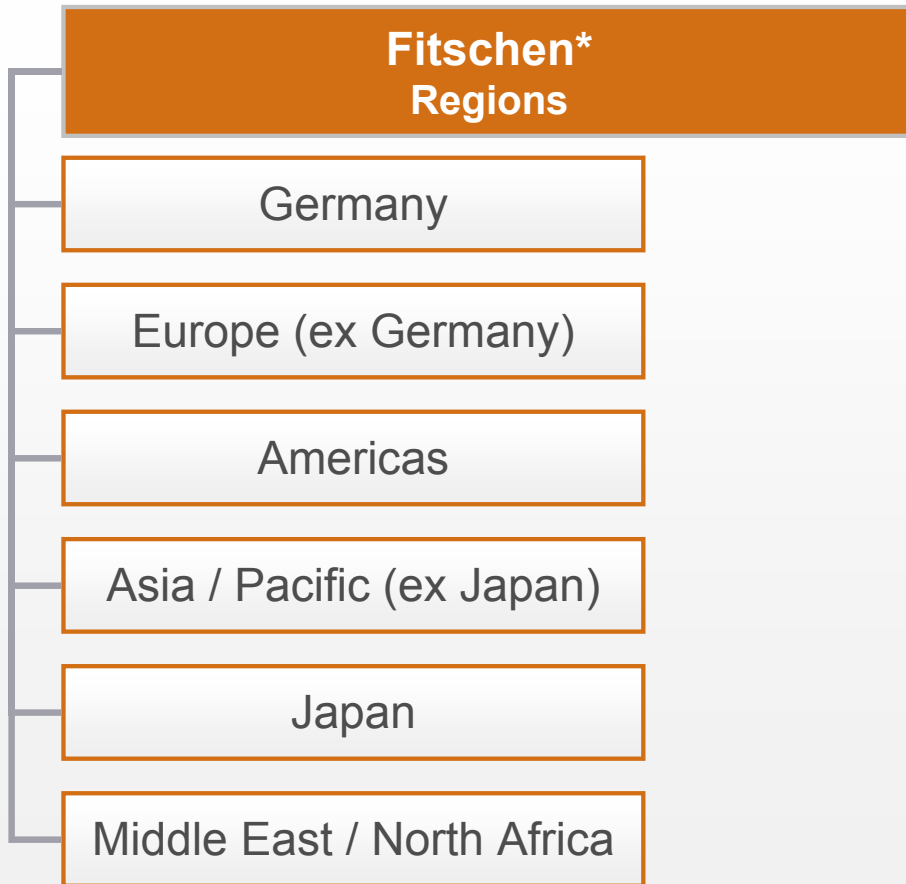 Fitschen*
Regions
Germany
Europe (ex Germany)
Americas
Asia / Pacific (ex Japan)
Japan
Middle East / North Africa